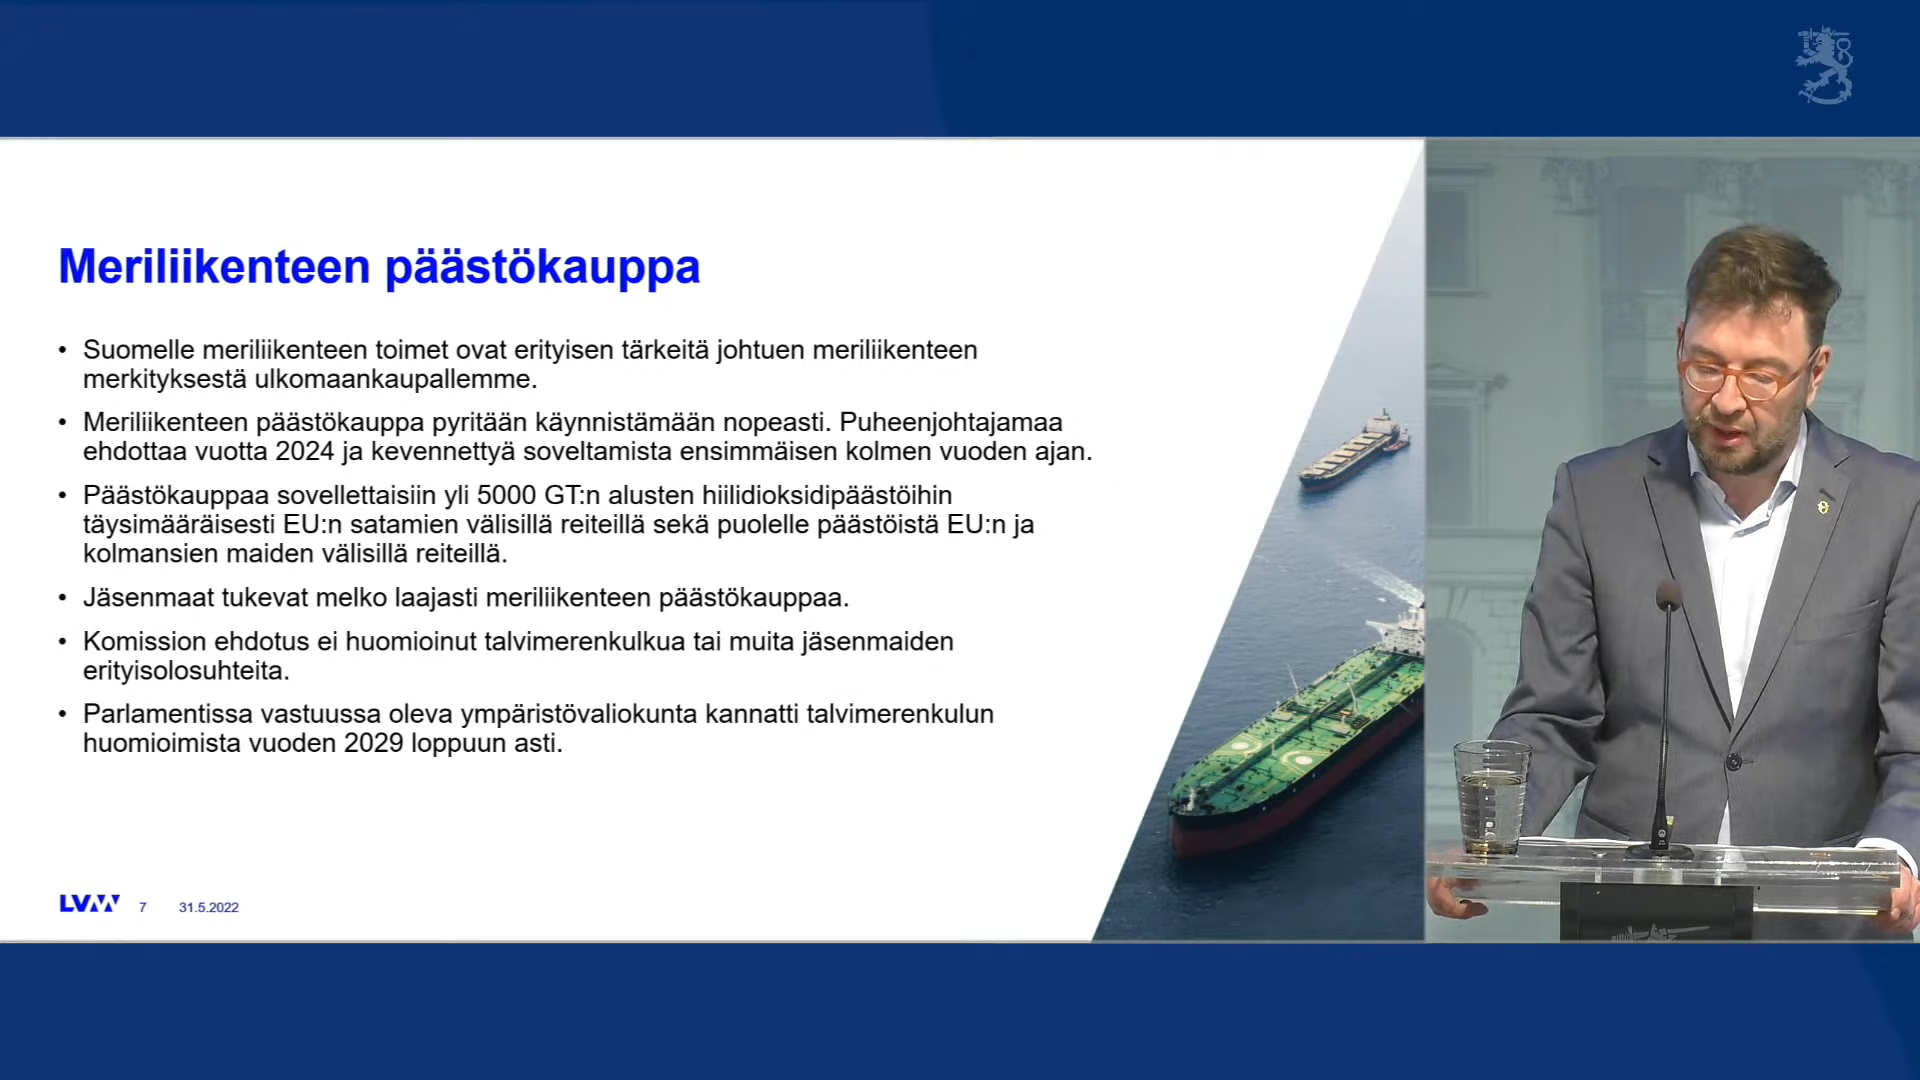 Meriliikenteen päästökauppa
• Suomelle meriliikenteen toimet ovat erityisen tärkeitä johtuen meriliikenteen
merkityksestä ulkomaankaupallemme.
• Meriliikenteen päästökauppa pyritään käynnistämään nopeasti. Puheenjohtajamaa
ehdottaa vuotta 2024 ja kevennettyä soveltamista ensimmäisen kolmen vuoden ajan.
• Päästökauppaa sovellettaisiin yli 5000 GT:n alusten hiilidioksidipäästöihin
täysimääräisesti EU:n satamien välisillä reiteillä sekä puolelle päästöistä EU:n ja
kolmansien maiden välisillä reiteillä.
• Jäsenmaat tukevat melko laajasti meriliikenteen päästökauppaa.
• Komission ehdotus ei huomioinut talvimerenkulkua tai muita jäsenmaiden
erityisolosuhteita.
• Parlamentissa vastuussa oleva ympäristövaliokunta kannatti talvimerenkulun
huomioimista vuoden 2029 loppuun asti.
LVM 7 31.5.2022